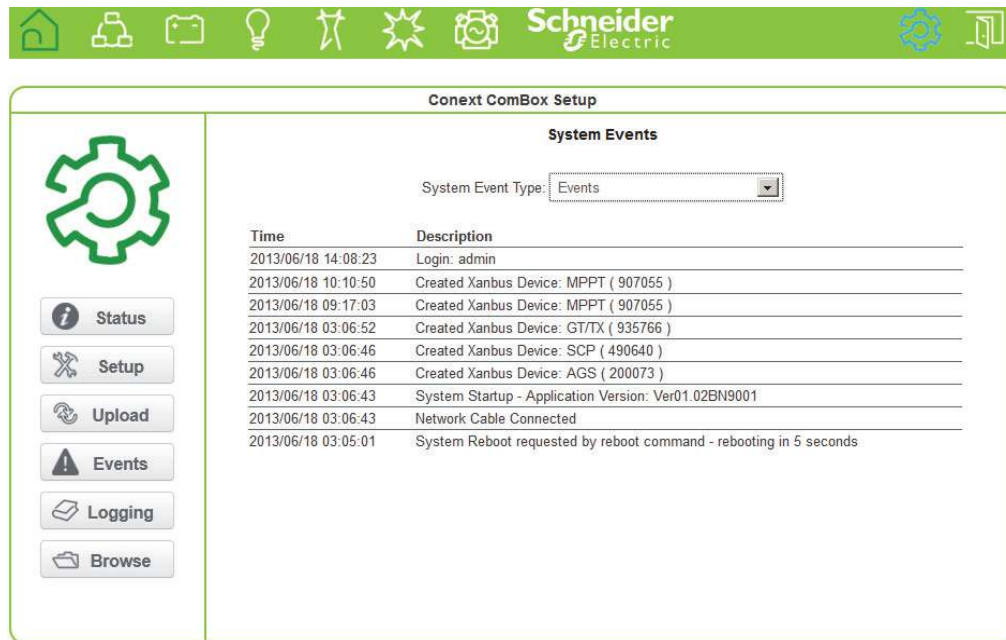 Schneider
Electric
Conext ComBox Setup
System Events
System Event Type: Events
Time Description
2013/06/18 14:08:23 Login: admin
2013/06/18 10:10:50 Created Xanbus Device: MPPT ( 907055 )
2013/06/18 09:17:03 Created Xanbus Device: MPPT ( 907055 )
2013/06/18 03:06:52 Created Xanbus Device: GT/TX ( 935766 )
2013/06/18 03:06:46 Created Xanbus Device: SCP ( 490640 )
2013/06/18 03:06:46 Created Xanbus Device: AGS ( 200073 )
2013/06/18 03:06:43 System Startup - Application Version: Ver01.02BN9001
2013/06/18 03:06:43 Network Cable Connected
2013/06/18 03:05:01 System Reboot requested by reboot command - rebooting in 5 seconds
Status
Setup
Upload
Events
Logging
Browse